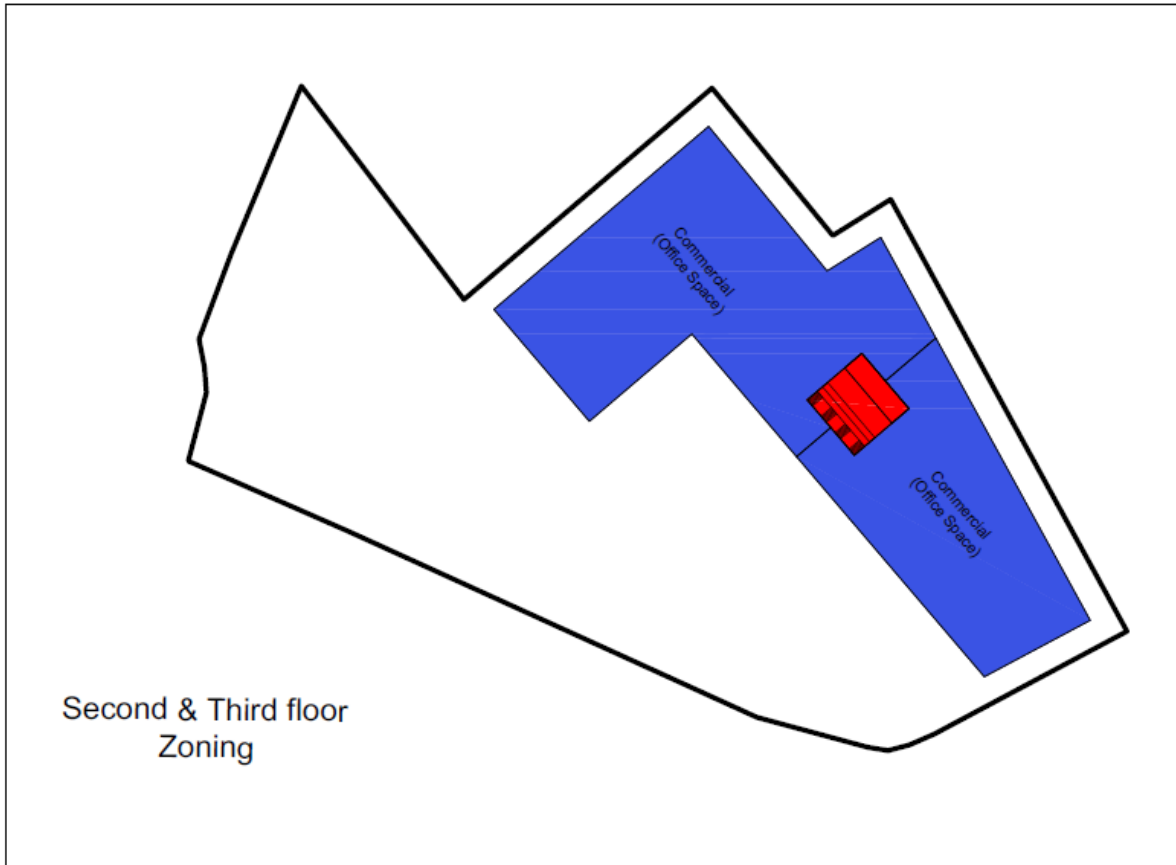 Commercial
(Office Space)
Commercial
(Office Space)
Second & Third floor
Zoning